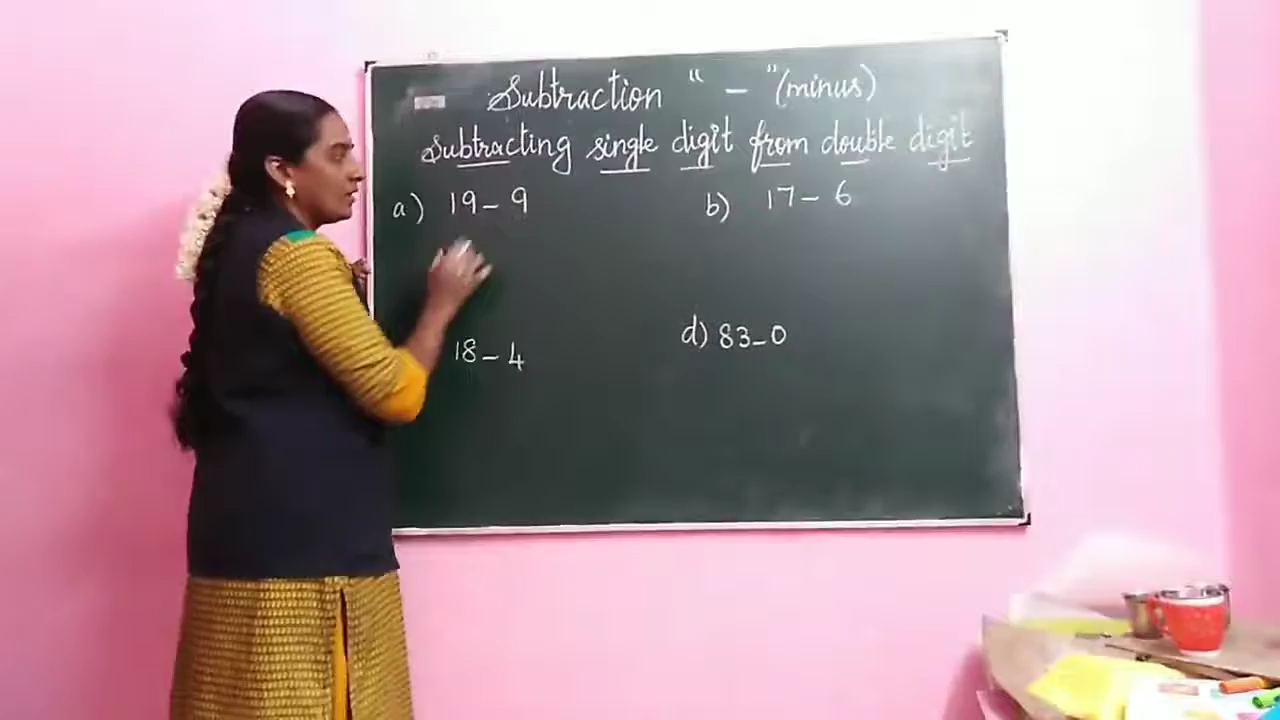 Subtraction “ – ” (minus)
Subtracting single digit from double digit
a) 19 – 9
b) 17 – 6
18 – 4
d) 83 – 0